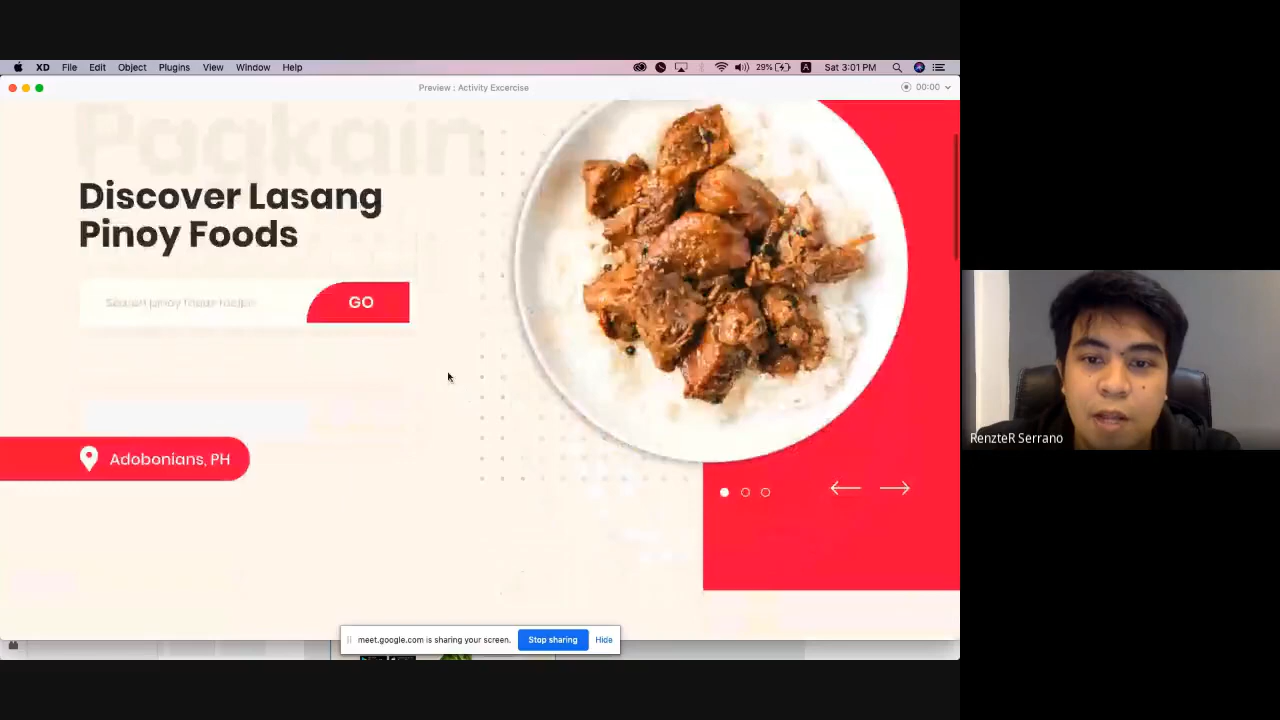 XD File Edit Object Plugins View Window Help
29%
A
Sat 3:01 PM
Preview : Activity Excercise
00:00
Pagkain
Discover Lasang
Pinoy Foods
GO
Adobonians, PH
RenzteR Serrano
meet.google.com is sharing your screen.
Stop sharing
Hide